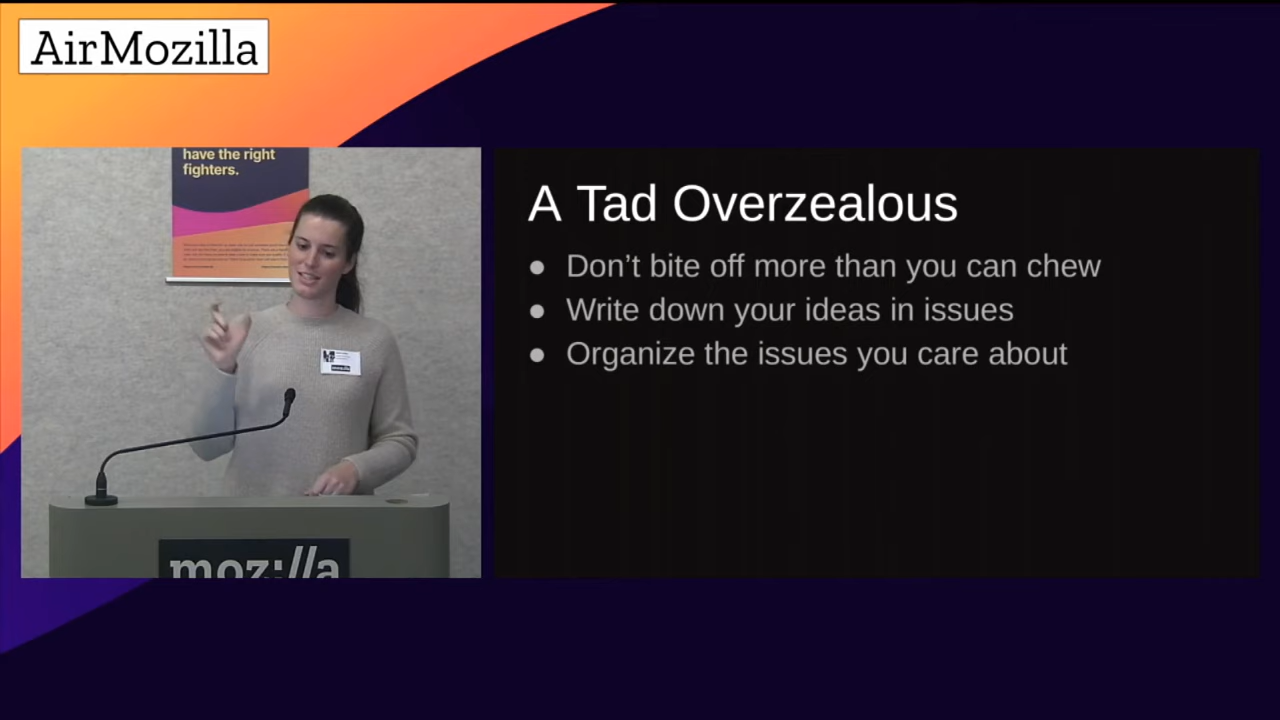 AirMozilla
have the right
fighters.
A Tad Overzealous
● Don’t bite off more than you can chew
● Write down your ideas in issues
● Organize the issues you care about
moz://a